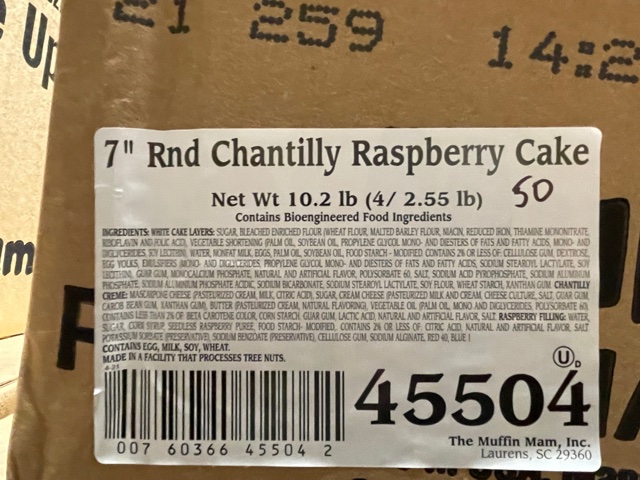 Up
21 259 14:2
7" Rnd Chantilly Raspberry Cake
Net Wt 10.2 lb (4/ 2.55 lb) 50
Contains Bioengineered Food Ingredients
INGREDIENTS: WHITE CAKE LAYERS: SUGAR, BLEACHED ENRICHED FLOUR (WHEAT FLOUR, MALTED BARLEY FLOUR, NIACIN, REDUCED IRON, THIAMINE MONONITRATE,
RIBOFLAVIN AND FOLIC ACID), VEGETABLE SHORTENING (PALM OIL, SOYBEAN OIL, PROPYLENE GLYCOL MONO- AND DIESTERS OF FATS AND FATTY ACIDS, MONO- AND
DIGLYCERIDES, SOY LECITHIN), WATER, NONFAT MILK, EGGS, PALM OIL, SOYBEAN OIL, FOOD STARCH - MODIFIED. CONTAINS 2% OR LESS OF: CELLULOSE GUM, DEXTROSE,
EGG YOLKS, EMULSIFIERS MONO- AND DIGLYCERIDES, PROPYLENE GLYCOL MONO- AND DIESTERS OF FATS AND FATTY ACIDS, SODIUM STEAROYL LACTYLATE, SOY
LECITHIN), GUAR GUM, MONOCALCIUM PHOSPHATE, NATURAL AND ARTIFICIAL FLAVOR, POLYSORBATE 60, SALT, SODIUM ACID PYROPHOSPHATE, SODIUM ALUMINUM
PHOSPHATE, SODIUM ALUMINUM PHOSPHATE ACIDIC, SODIUM BICARBONATE, SODIUM STEAROYL LACTYLATE, SOY FLOUR, WHEAT STARCH, XANTHAN GUM. CHANTILLY
CREME: MASCARPONE CHEESE (PASTEURIZED CREAM, MILK, CITRIC ACID), SUGAR, CREAM CHEESE (PASTEURIZED MILK AND CREAM CHEESE CULTURE, SALT, GUAR GUM,
CAROB BEAN GUM, XANTHAN GUM), BUTTER (PASTEURIZED CREAM, NATURAL FLAVORING), VEGETABLE OIL (PALM OIL, MONO AND DIGLYCERIDES, POLYSORBATE 60).
CONTAINS LESS THAN 2% OF: BETA CAROTENE COLOR, CORN STARCH, GUAR GUM, LACTIC ACID, NATURAL AND ARTIFICIAL FLAVOR, SALT. RASPBERRY FILLING: WATER,
SUGAR, CORN SYRUP, SEEDLESS RASPBERRY PUREE, FOOD STARCH- MODIFIED, CONTAINS 2% OR LESS OF: CITRIC ACID, NATURAL AND ARTIFICIAL FLAVOR, SALT
POTASSIUM SORBATE (PRESERVATIVE), SODIUM BENZOATE (PRESERVATIVE), CELLULOSE GUM, SODIUM ALGINATE, RED 40, BLUE 1
CONTAINS EGG, MILK, SOY, WHEAT.
MADE IN A FACILITY THAT PROCESSES TREE NUTS.
4-21
U D
45504
007 60366 45504 2
The Muffin Mam, Inc.
Laurens, SC 29360